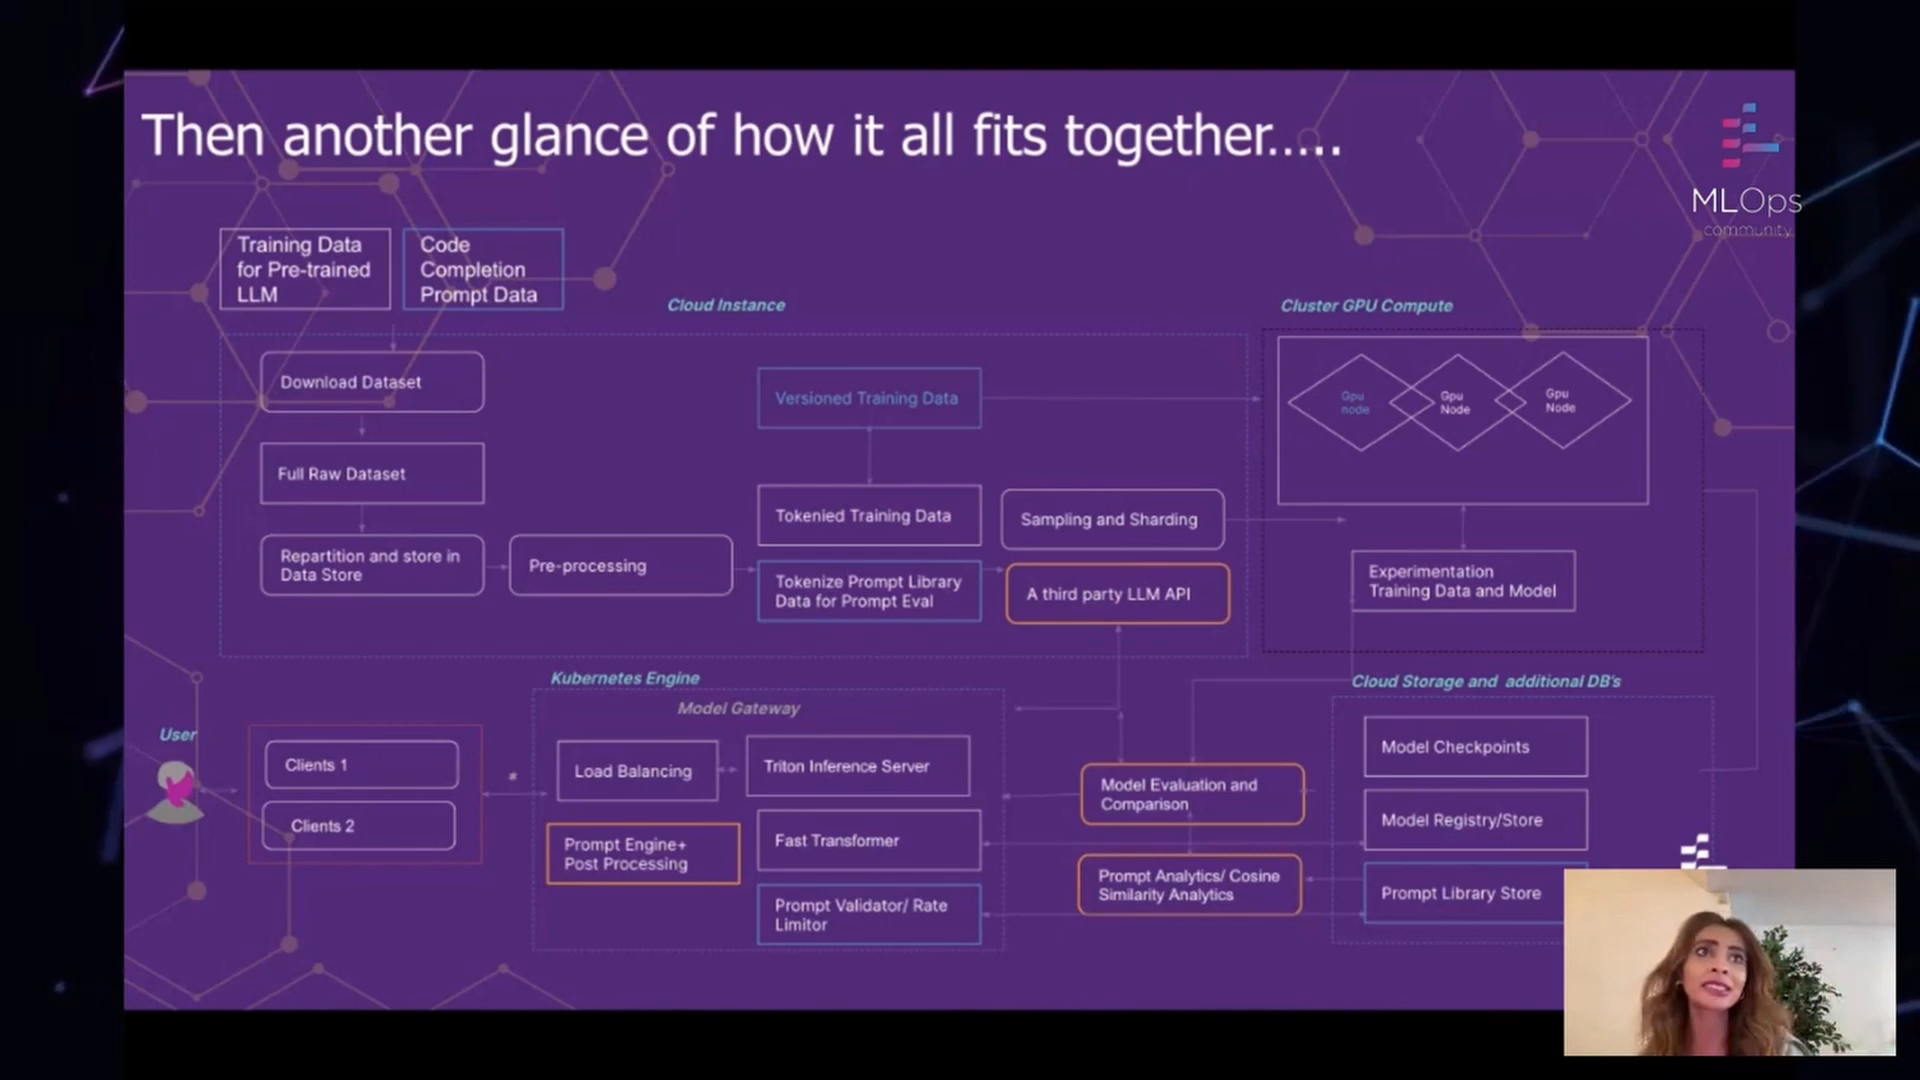 Then another glance of how it all fits together.....
MLOps
community
Training Data
for Pre-trained
LLM
Code
Completion
Prompt Data
Cloud Instance
Cluster GPU Compute
Download Dataset
Versioned Training Data
Gpu
node
Gpu
Node
Gpu
Node
Full Raw Dataset
Tokenied Training Data
Sampling and Sharding
Repartition and store in
Data Store
Pre-processing
Tokenize Prompt Library
Data for Prompt Eval
A third party LLM API
Experimentation
Training Data and Model
Kubernetes Engine
Cloud Storage and additional DB's
Model Gateway
User
Clients 1
Clients 2
*
Load Balancing
Triton Inference Server
Prompt Engine+
Post Processing
Fast Transformer
Prompt Validator/ Rate
Limitor
Model Evaluation and
Comparison
Prompt Analytics/ Cosine
Similarity Analytics
Model Checkpoints
Model Registry/Store
Prompt Library Store